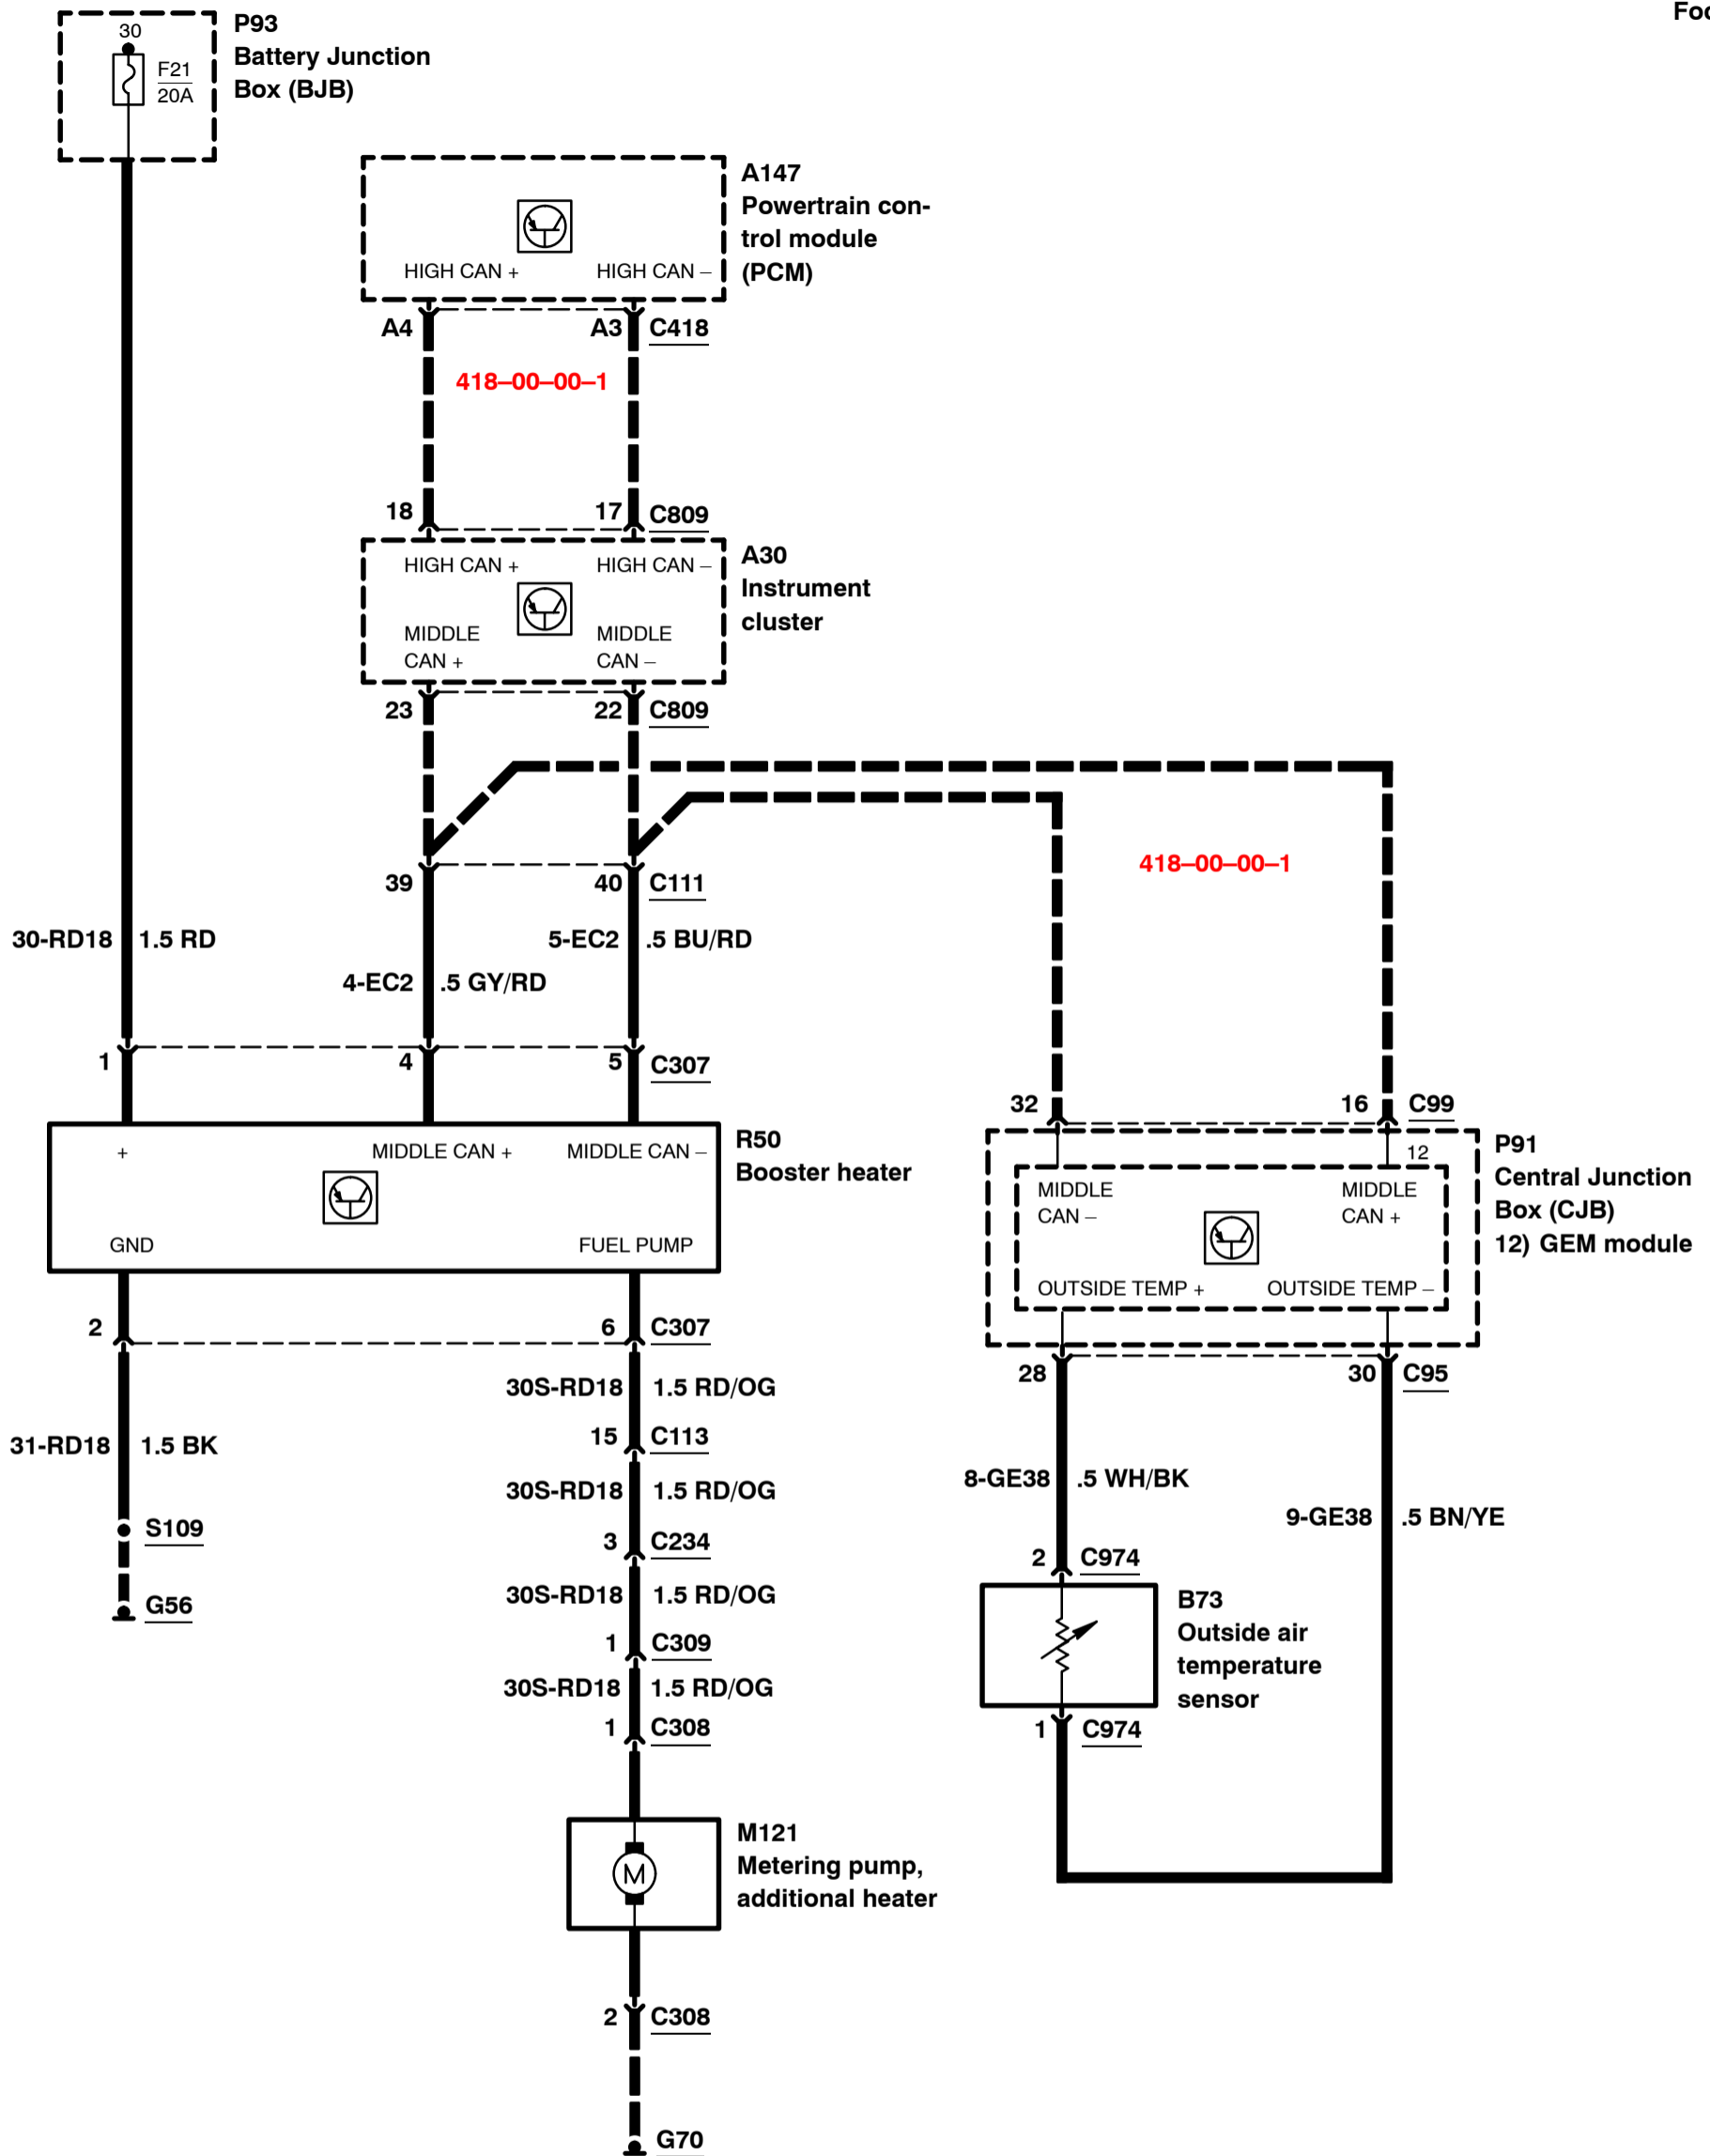 Foc
30
F21
20A
P93
Battery Junction
Box (BJB)
A147
Powertrain con-
trol module
(PCM)
HIGH CAN + HIGH CAN –
A4 A3 C418
418–00–00–1
18 17 C809
HIGH CAN + HIGH CAN –
A30
Instrument
cluster
MIDDLE MIDDLE
CAN + CAN –
23 22 C809
39 40 C111
418–00–00–1
30-RD18 1.5 RD
5-EC2 .5 BU/RD
4-EC2 .5 GY/RD
1 4 5 C307
+ MIDDLE CAN + MIDDLE CAN –
GND FUEL PUMP
R50
Booster heater
32 16 C99
12
MIDDLE MIDDLE
CAN – CAN +
OUTSIDE TEMP + OUTSIDE TEMP –
P91
Central Junction
Box (CJB)
12) GEM module
2 6 C307
28 30 C95
30S-RD18 1.5 RD/OG
15 C113
31-RD18 1.5 BK
30S-RD18 1.5 RD/OG
8-GE38 .5 WH/BK
9-GE38 .5 BN/YE
S109
3 C234
2 C974
30S-RD18 1.5 RD/OG
G56
B73
Outside air
temperature
sensor
1 C309
30S-RD18 1.5 RD/OG
1 C308
1 C974
M
M121
Metering pump,
additional heater
2 C308
G70